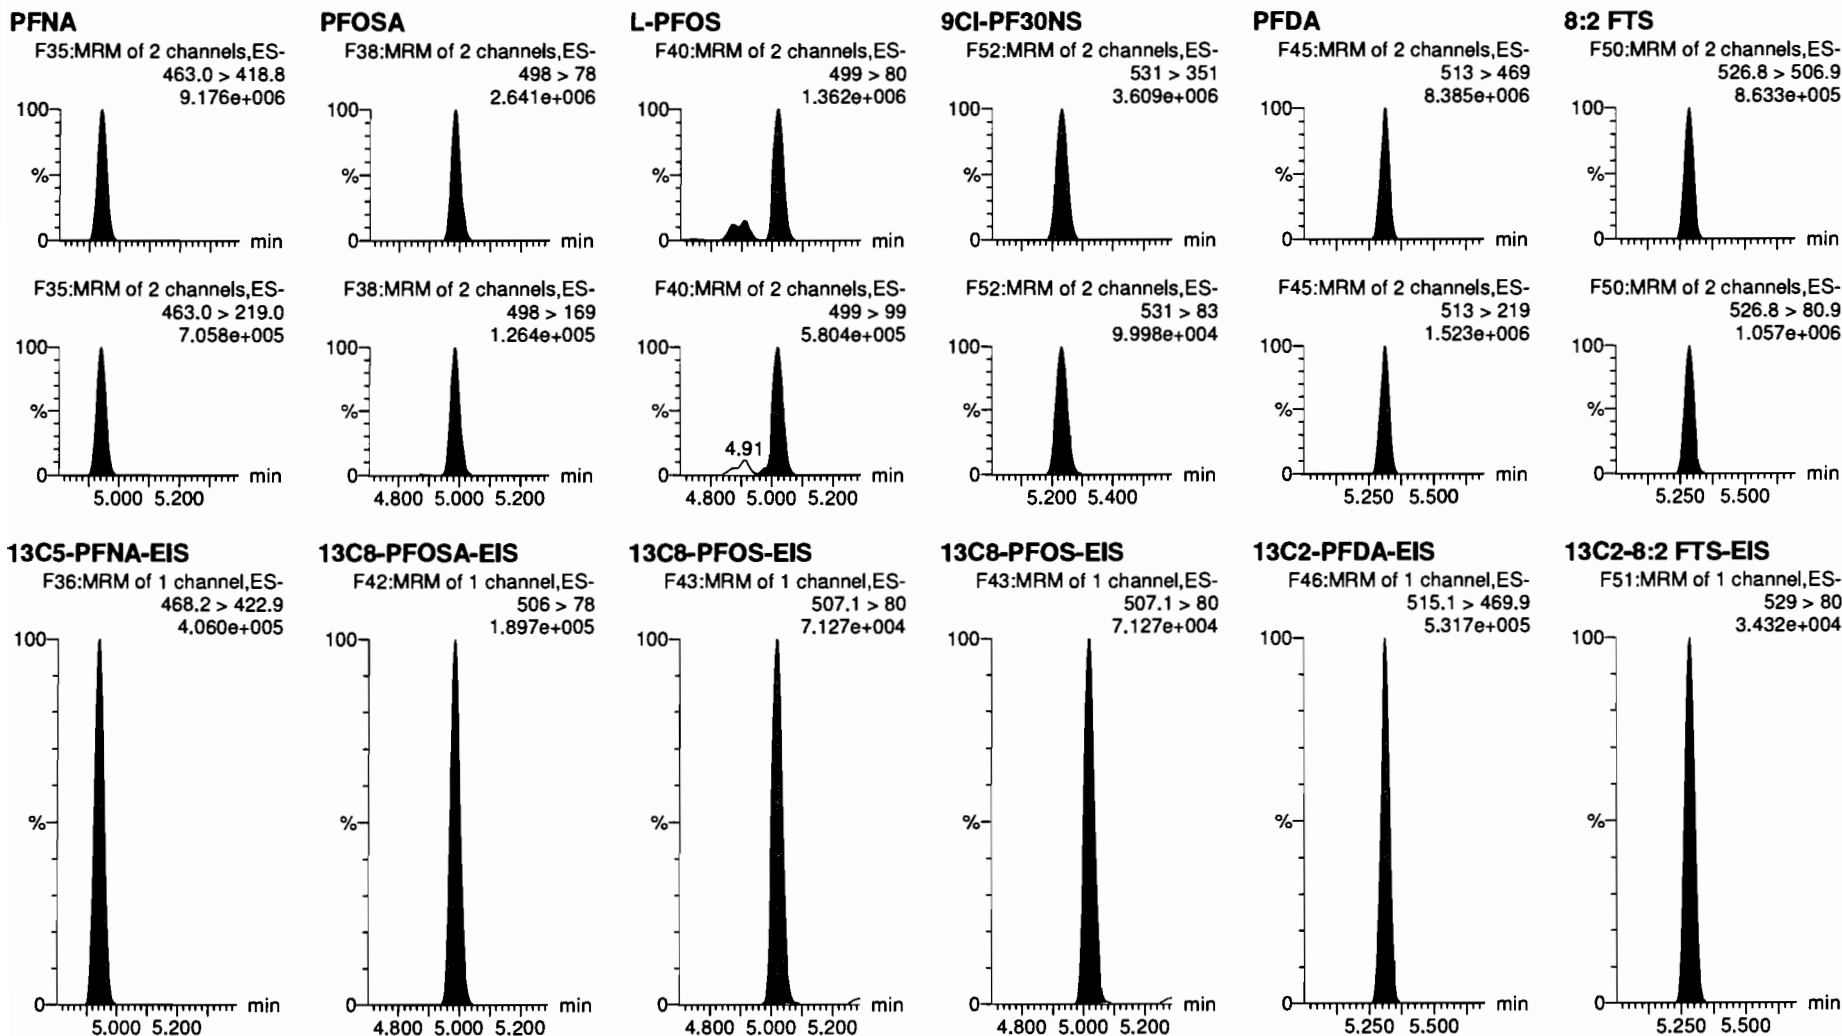 PFNA
F35:MRM of 2 channels,ES-
463.0 > 418.8
9.176e+006
100
%
0
min
F35:MRM of 2 channels,ES-
463.0 > 219.0
7.058e+005
100
%
0
min
5.000 5.200
13C5-PFNA-EIS
F36:MRM of 1 channel,ES-
468.2 > 422.9
4.060e+005
100
%
0
min
5.000 5.200
PFOSA
F38:MRM of 2 channels,ES-
498 > 78
2.641e+006
100
%
0
min
F38:MRM of 2 channels,ES-
498 > 169
1.264e+005
100
%
0
min
4.800 5.000 5.200
13C8-PFOSA-EIS
F42:MRM of 1 channel,ES-
506 > 78
1.897e+005
100
%
0
min
4.800 5.000 5.200
L-PFOS
F40:MRM of 2 channels,ES-
499 > 80
1.362e+006
100
%
0
min
F40:MRM of 2 channels,ES-
499 > 99
5.804e+005
100
4.91
%
0
min
4.800 5.000 5.200
13C8-PFOS-EIS
F43:MRM of 1 channel,ES-
507.1 > 80
7.127e+004
100
%
0
min
4.800 5.000 5.200
9Cl-PF30NS
F52:MRM of 2 channels,ES-
531 > 351
3.609e+006
100
%
0
min
F52:MRM of 2 channels,ES-
531 > 83
9.998e+004
100
%
0
min
5.200 5.400
13C8-PFOS-EIS
F43:MRM of 1 channel,ES-
507.1 > 80
7.127e+004
100
%
0
min
4.800 5.000 5.200
PFDA
F45:MRM of 2 channels,ES-
513 > 469
8.385e+006
100
%
0
min
F45:MRM of 2 channels,ES-
513 > 219
1.523e+006
100
%
0
min
5.250 5.500
13C2-PFDA-EIS
F46:MRM of 1 channel,ES-
515.1 > 469.9
5.317e+005
100
%
0
min
5.250 5.500
8:2 FTS
F50:MRM of 2 channels,ES-
526.8 > 506.9
8.633e+005
100
%
0
min
F50:MRM of 2 channels,ES-
526.8 > 80.9
1.057e+006
100
%
0
min
5.250 5.500
13C2-8:2 FTS-EIS
F51:MRM of 1 channel,ES-
529 > 80
3.432e+004
100
%
0
min
5.250 5.500